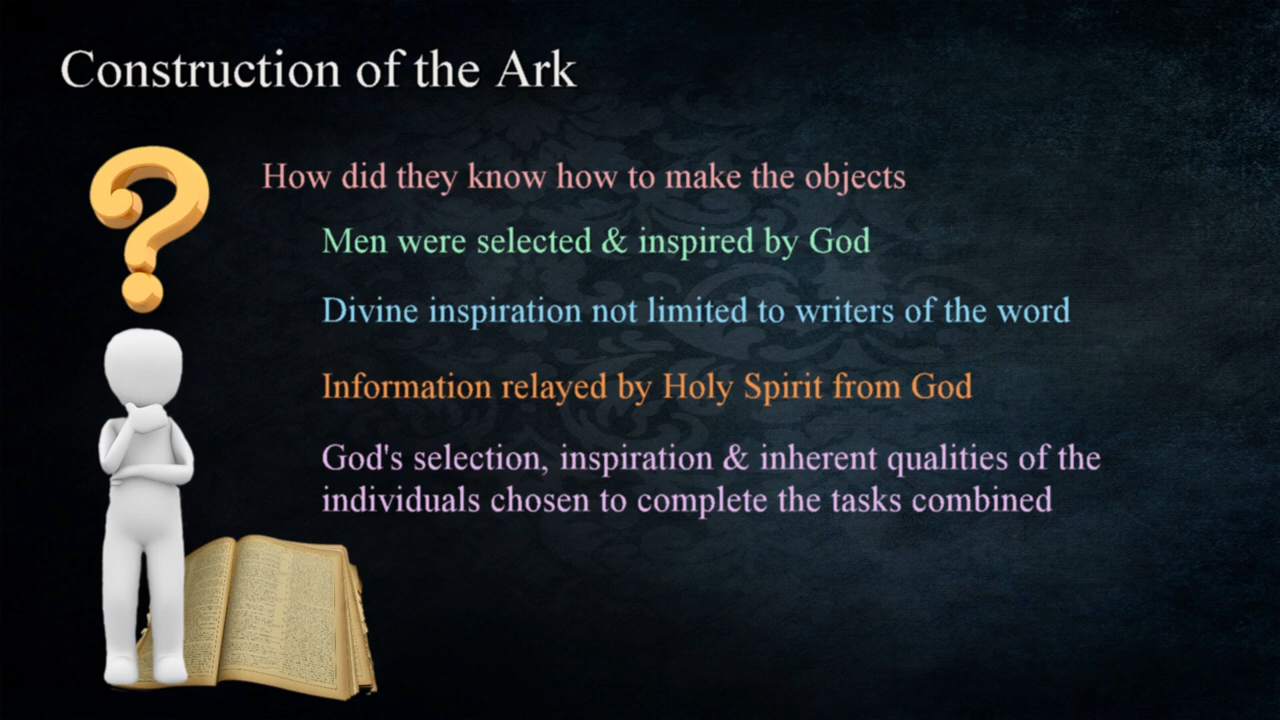 Construction of the Ark
How did they know how to make the objects
Men were selected & inspired by God
Divine inspiration not limited to writers of the word
Information relayed by Holy Spirit from God
God's selection, inspiration & inherent qualities of the
individuals chosen to complete the tasks combined